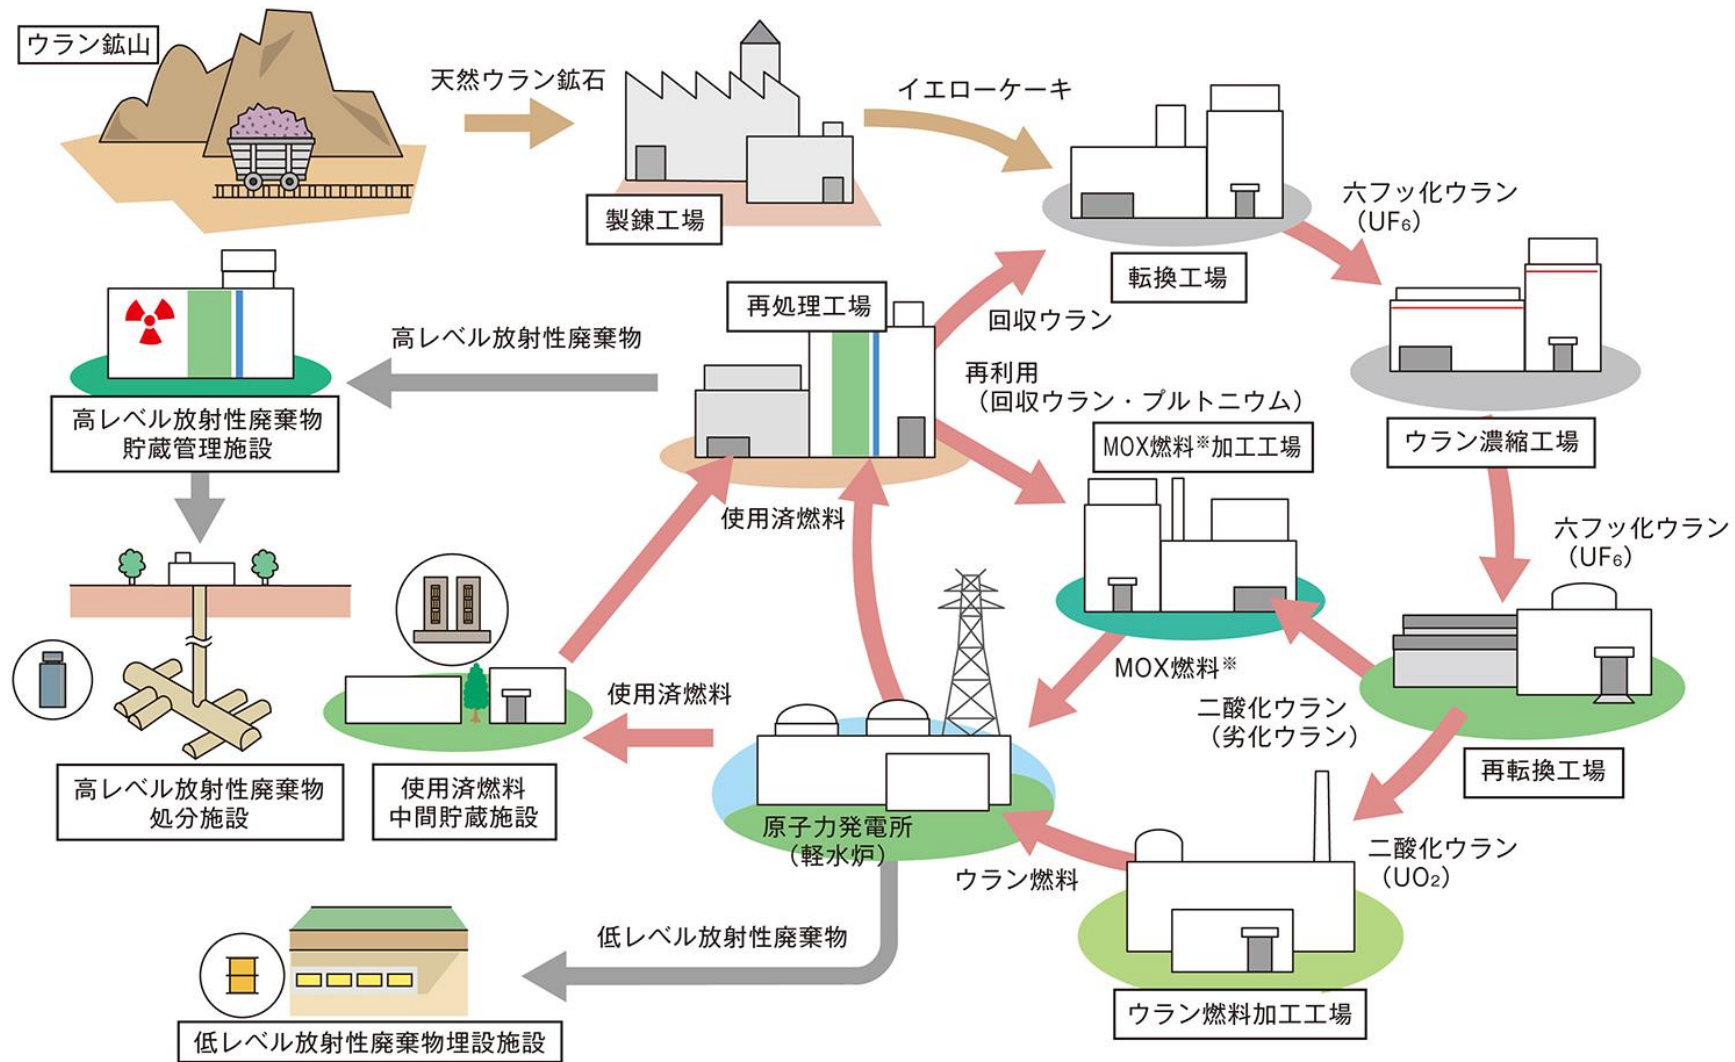 ウラン鉱山
天然ウラン鉱石
イエローケーキ
製錬工場
六フッ化ウラン
（UF₆）
転換工場
再処理工場
回収ウラン
高レベル放射性廃棄物
再利用
（回収ウラン・プルトニウム）
高レベル放射性廃棄物
貯蔵管理施設
MOX燃料※加工工場
ウラン濃縮工場
使用済燃料
六フッ化ウラン
（UF₆）
MOX燃料※
使用済燃料
二酸化ウラン
（劣化ウラン）
再転換工場
高レベル放射性廃棄物
処分施設
使用済燃料
中間貯蔵施設
原子力発電所
（軽水炉）
ウラン燃料
二酸化ウラン
（UO₂）
低レベル放射性廃棄物
ウラン燃料加工工場
低レベル放射性廃棄物埋設施設